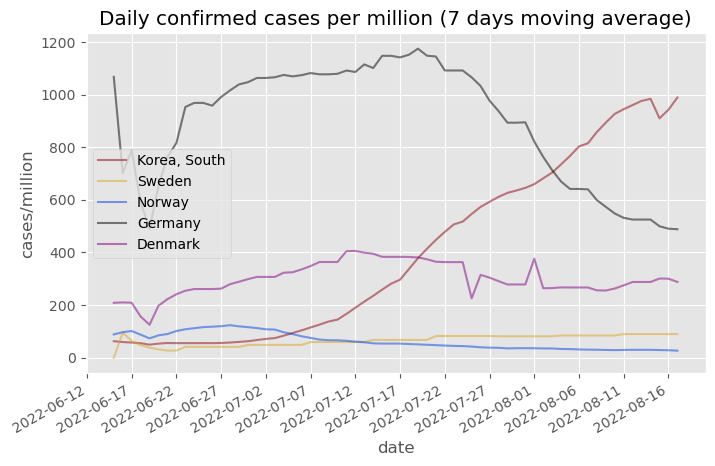 Daily confirmed cases per million (7 days moving average)
1200
1000
800
600
400
200
0
cases/million
Korea, South
Sweden
Norway
Germany
Denmark
2022-06-12
2022-06-17
2022-06-22
2022-06-27
2022-07-02
2022-07-07
2022-07-12
2022-07-17
2022-07-22
2022-07-27
2022-08-01
2022-08-06
2022-08-11
2022-08-16
date